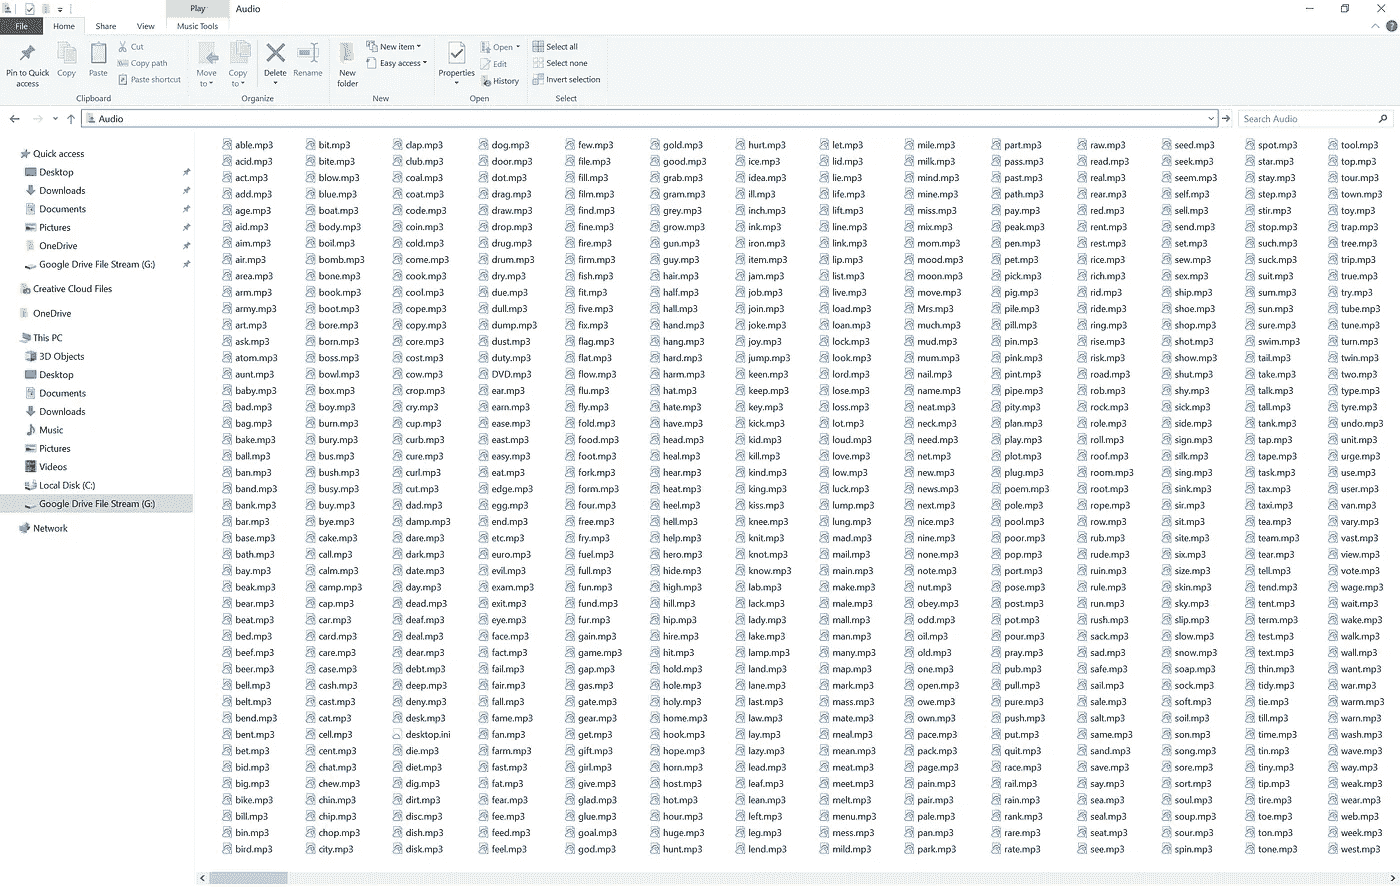 Play
Audio
File
Home
Share
View
Music Tools
Pin to Quick access
Copy
Paste
Cut
Copy path
Paste shortcut
Clipboard
Move to
Copy to
Delete
Rename
Organize
New folder
New item
Easy access
New
Properties
Open
Edit
History
Open
Select all
Select none
Invert selection
Select
Audio
Search Audio
Quick access
Desktop
Downloads
Documents
Pictures
OneDrive
Google Drive File Stream (G:)
Creative Cloud Files
OneDrive
This PC
3D Objects
Desktop
Documents
Downloads
Music
Pictures
Videos
Local Disk (C:)
Google Drive File Stream (G:)
Network
able.mp3
acid.mp3
act.mp3
add.mp3
age.mp3
aid.mp3
aim.mp3
air.mp3
area.mp3
arm.mp3
army.mp3
art.mp3
ask.mp3
atom.mp3
aunt.mp3
baby.mp3
bad.mp3
bag.mp3
bake.mp3
ball.mp3
ban.mp3
band.mp3
bank.mp3
bar.mp3
base.mp3
bath.mp3
bay.mp3
beak.mp3
bear.mp3
beat.mp3
bed.mp3
beef.mp3
beer.mp3
bell.mp3
belt.mp3
bend.mp3
bent.mp3
bet.mp3
bid.mp3
big.mp3
bike.mp3
bill.mp3
bin.mp3
bird.mp3
bit.mp3
bite.mp3
blow.mp3
blue.mp3
boat.mp3
body.mp3
boil.mp3
bomb.mp3
bone.mp3
book.mp3
boot.mp3
bore.mp3
born.mp3
boss.mp3
bowl.mp3
box.mp3
boy.mp3
burn.mp3
bury.mp3
bus.mp3
bush.mp3
busy.mp3
buy.mp3
bye.mp3
cake.mp3
call.mp3
calm.mp3
camp.mp3
cap.mp3
car.mp3
card.mp3
care.mp3
case.mp3
cash.mp3
cast.mp3
cat.mp3
cell.mp3
cent.mp3
chat.mp3
chew.mp3
chin.mp3
chip.mp3
chop.mp3
city.mp3
clap.mp3
club.mp3
coal.mp3
coat.mp3
code.mp3
coin.mp3
cold.mp3
come.mp3
cook.mp3
cool.mp3
cope.mp3
copy.mp3
core.mp3
cost.mp3
cow.mp3
crop.mp3
cry.mp3
cup.mp3
curb.mp3
cure.mp3
curl.mp3
cut.mp3
dad.mp3
damp.mp3
dare.mp3
dark.mp3
date.mp3
day.mp3
dead.mp3
deaf.mp3
deal.mp3
dear.mp3
debt.mp3
deep.mp3
deny.mp3
desk.mp3
desktop.ini
die.mp3
diet.mp3
dig.mp3
dirt.mp3
disc.mp3
dish.mp3
disk.mp3
dog.mp3
door.mp3
dot.mp3
drag.mp3
draw.mp3
drop.mp3
drug.mp3
drum.mp3
dry.mp3
due.mp3
dull.mp3
dump.mp3
dust.mp3
duty.mp3
DVD.mp3
ear.mp3
earn.mp3
ease.mp3
east.mp3
easy.mp3
eat.mp3
edge.mp3
egg.mp3
end.mp3
etc.mp3
euro.mp3
evil.mp3
exam.mp3
exit.mp3
eye.mp3
face.mp3
fact.mp3
fail.mp3
fair.mp3
fall.mp3
fame.mp3
fan.mp3
farm.mp3
fast.mp3
fat.mp3
fear.mp3
fee.mp3
feed.mp3
feel.mp3
few.mp3
file.mp3
fill.mp3
film.mp3
find.mp3
fine.mp3
fire.mp3
firm.mp3
fish.mp3
fit.mp3
five.mp3
fix.mp3
flag.mp3
flat.mp3
flow.mp3
flu.mp3
fly.mp3
fold.mp3
food.mp3
foot.mp3
fork.mp3
form.mp3
four.mp3
free.mp3
fry.mp3
fuel.mp3
full.mp3
fun.mp3
fund.mp3
fur.mp3
gain.mp3
game.mp3
gap.mp3
gas.mp3
gate.mp3
gear.mp3
get.mp3
gift.mp3
girl.mp3
give.mp3
glad.mp3
glue.mp3
goal.mp3
god.mp3
gold.mp3
good.mp3
grab.mp3
gram.mp3
grey.mp3
grow.mp3
gun.mp3
guy.mp3
hair.mp3
half.mp3
hall.mp3
hand.mp3
hang.mp3
hard.mp3
harm.mp3
hat.mp3
hate.mp3
have.mp3
head.mp3
heal.mp3
hear.mp3
heat.mp3
heel.mp3
hell.mp3
help.mp3
hero.mp3
hide.mp3
high.mp3
hill.mp3
hip.mp3
hire.mp3
hit.mp3
hold.mp3
hole.mp3
holy.mp3
home.mp3
hook.mp3
hope.mp3
horn.mp3
host.mp3
hot.mp3
hour.mp3
huge.mp3
hunt.mp3
hurt.mp3
ice.mp3
idea.mp3
ill.mp3
inch.mp3
ink.mp3
iron.mp3
item.mp3
jam.mp3
job.mp3
join.mp3
joke.mp3
joy.mp3
jump.mp3
keen.mp3
keep.mp3
key.mp3
kick.mp3
kid.mp3
kill.mp3
kind.mp3
king.mp3
kiss.mp3
knee.mp3
knit.mp3
knot.mp3
know.mp3
lab.mp3
lack.mp3
lady.mp3
lake.mp3
lamp.mp3
land.mp3
lane.mp3
last.mp3
law.mp3
lay.mp3
lazy.mp3
lead.mp3
leaf.mp3
lean.mp3
left.mp3
leg.mp3
lend.mp3
let.mp3
lid.mp3
lie.mp3
life.mp3
lift.mp3
line.mp3
link.mp3
lip.mp3
list.mp3
live.mp3
load.mp3
loan.mp3
lock.mp3
look.mp3
lord.mp3
lose.mp3
loss.mp3
lot.mp3
loud.mp3
love.mp3
low.mp3
luck.mp3
lump.mp3
lung.mp3
mad.mp3
mail.mp3
main.mp3
make.mp3
male.mp3
mall.mp3
man.mp3
many.mp3
map.mp3
mark.mp3
mass.mp3
mate.mp3
meal.mp3
mean.mp3
meat.mp3
meet.mp3
melt.mp3
menu.mp3
mess.mp3
mild.mp3
mile.mp3
milk.mp3
mind.mp3
mine.mp3
miss.mp3
mix.mp3
mom.mp3
mood.mp3
moon.mp3
move.mp3
Mrs.mp3
much.mp3
mud.mp3
mum.mp3
nail.mp3
name.mp3
neat.mp3
neck.mp3
need.mp3
net.mp3
new.mp3
news.mp3
next.mp3
nice.mp3
nine.mp3
none.mp3
note.mp3
nut.mp3
obey.mp3
odd.mp3
oil.mp3
old.mp3
one.mp3
open.mp3
owe.mp3
own.mp3
pace.mp3
pack.mp3
page.mp3
pain.mp3
pair.mp3
pale.mp3
pan.mp3
park.mp3
part.mp3
pass.mp3
past.mp3
path.mp3
pay.mp3
peak.mp3
pen.mp3
pet.mp3
pick.mp3
pig.mp3
pile.mp3
pill.mp3
pin.mp3
pink.mp3
pint.mp3
pipe.mp3
pity.mp3
plan.mp3
play.mp3
plot.mp3
plug.mp3
poem.mp3
pole.mp3
pool.mp3
poor.mp3
pop.mp3
port.mp3
pose.mp3
post.mp3
pot.mp3
pour.mp3
pray.mp3
pub.mp3
pull.mp3
pure.mp3
push.mp3
put.mp3
quit.mp3
race.mp3
rail.mp3
rain.mp3
rank.mp3
rare.mp3
rate.mp3
raw.mp3
read.mp3
real.mp3
rear.mp3
red.mp3
rent.mp3
rest.mp3
rice.mp3
rich.mp3
rid.mp3
ride.mp3
ring.mp3
rise.mp3
risk.mp3
road.mp3
rob.mp3
rock.mp3
role.mp3
roll.mp3
roof.mp3
room.mp3
root.mp3
rope.mp3
row.mp3
rub.mp3
rude.mp3
ruin.mp3
rule.mp3
run.mp3
rush.mp3
sack.mp3
sad.mp3
safe.mp3
sail.mp3
sale.mp3
salt.mp3
same.mp3
sand.mp3
save.mp3
say.mp3
sea.mp3
seal.mp3
seat.mp3
see.mp3
seed.mp3
seek.mp3
seem.mp3
self.mp3
sell.mp3
send.mp3
set.mp3
sew.mp3
sex.mp3
ship.mp3
shoe.mp3
shop.mp3
shot.mp3
show.mp3
shut.mp3
shy.mp3
sick.mp3
side.mp3
sign.mp3
silk.mp3
sing.mp3
sink.mp3
sir.mp3
sit.mp3
site.mp3
six.mp3
size.mp3
skin.mp3
sky.mp3
slip.mp3
slow.mp3
snow.mp3
soap.mp3
sock.mp3
soft.mp3
soil.mp3
son.mp3
song.mp3
sore.mp3
sort.mp3
soul.mp3
soup.mp3
sour.mp3
spin.mp3
spot.mp3
star.mp3
stay.mp3
step.mp3
stir.mp3
stop.mp3
such.mp3
suck.mp3
suit.mp3
sum.mp3
sun.mp3
sure.mp3
swim.mp3
tail.mp3
take.mp3
talk.mp3
tall.mp3
tank.mp3
tap.mp3
tape.mp3
task.mp3
tax.mp3
taxi.mp3
tea.mp3
team.mp3
tear.mp3
tell.mp3
tend.mp3
tent.mp3
term.mp3
test.mp3
text.mp3
thin.mp3
tidy.mp3
tie.mp3
till.mp3
time.mp3
tin.mp3
tiny.mp3
tip.mp3
tire.mp3
toe.mp3
ton.mp3
tone.mp3
tool.mp3
top.mp3
tour.mp3
town.mp3
toy.mp3
trap.mp3
tree.mp3
trip.mp3
true.mp3
try.mp3
tube.mp3
tune.mp3
turn.mp3
twin.mp3
two.mp3
type.mp3
tyre.mp3
undo.mp3
unit.mp3
urge.mp3
use.mp3
user.mp3
van.mp3
vary.mp3
vast.mp3
view.mp3
vote.mp3
wage.mp3
wait.mp3
wake.mp3
walk.mp3
wall.mp3
want.mp3
war.mp3
warm.mp3
warn.mp3
wash.mp3
wave.mp3
way.mp3
weak.mp3
wear.mp3
web.mp3
week.mp3
west.mp3